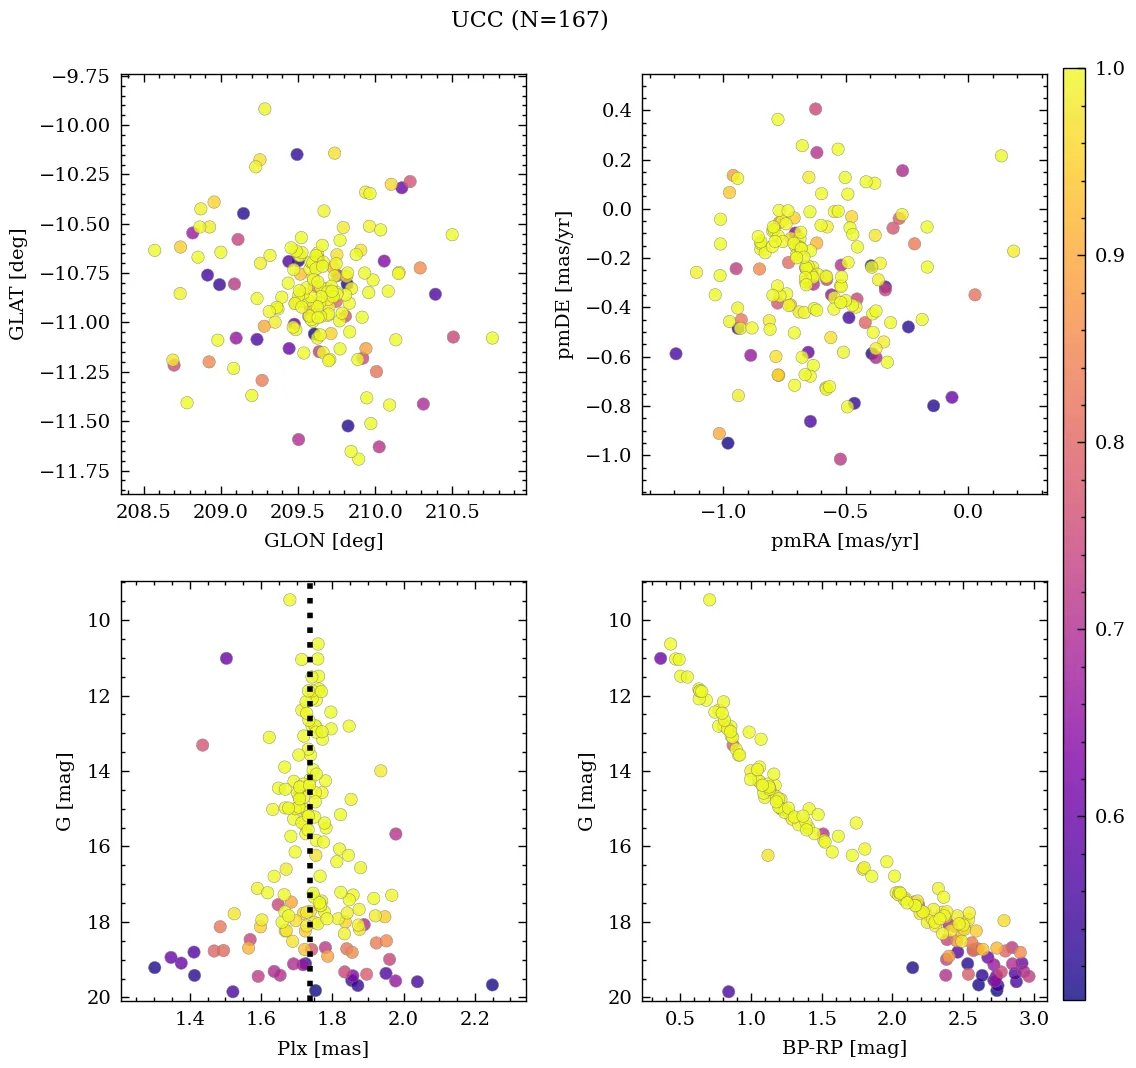 UCC (N=167)
−9.75
−10.00
−10.25
−10.50
−10.75
−11.00
−11.25
−11.50
−11.75
GLAT [deg]
208.5 209.0 209.5 210.0 210.5
GLON [deg]
0.4
0.2
0.0
−0.2
−0.4
−0.6
−0.8
−1.0
pmDE [mas/yr]
−1.0 −0.5 0.0
pmRA [mas/yr]
1.0
0.9
0.8
0.7
0.6
10
12
14
16
18
20
G [mag]
1.4 1.6 1.8 2.0 2.2
Plx [mas]
10
12
14
16
18
20
G [mag]
0.5 1.0 1.5 2.0 2.5 3.0
BP-RP [mag]